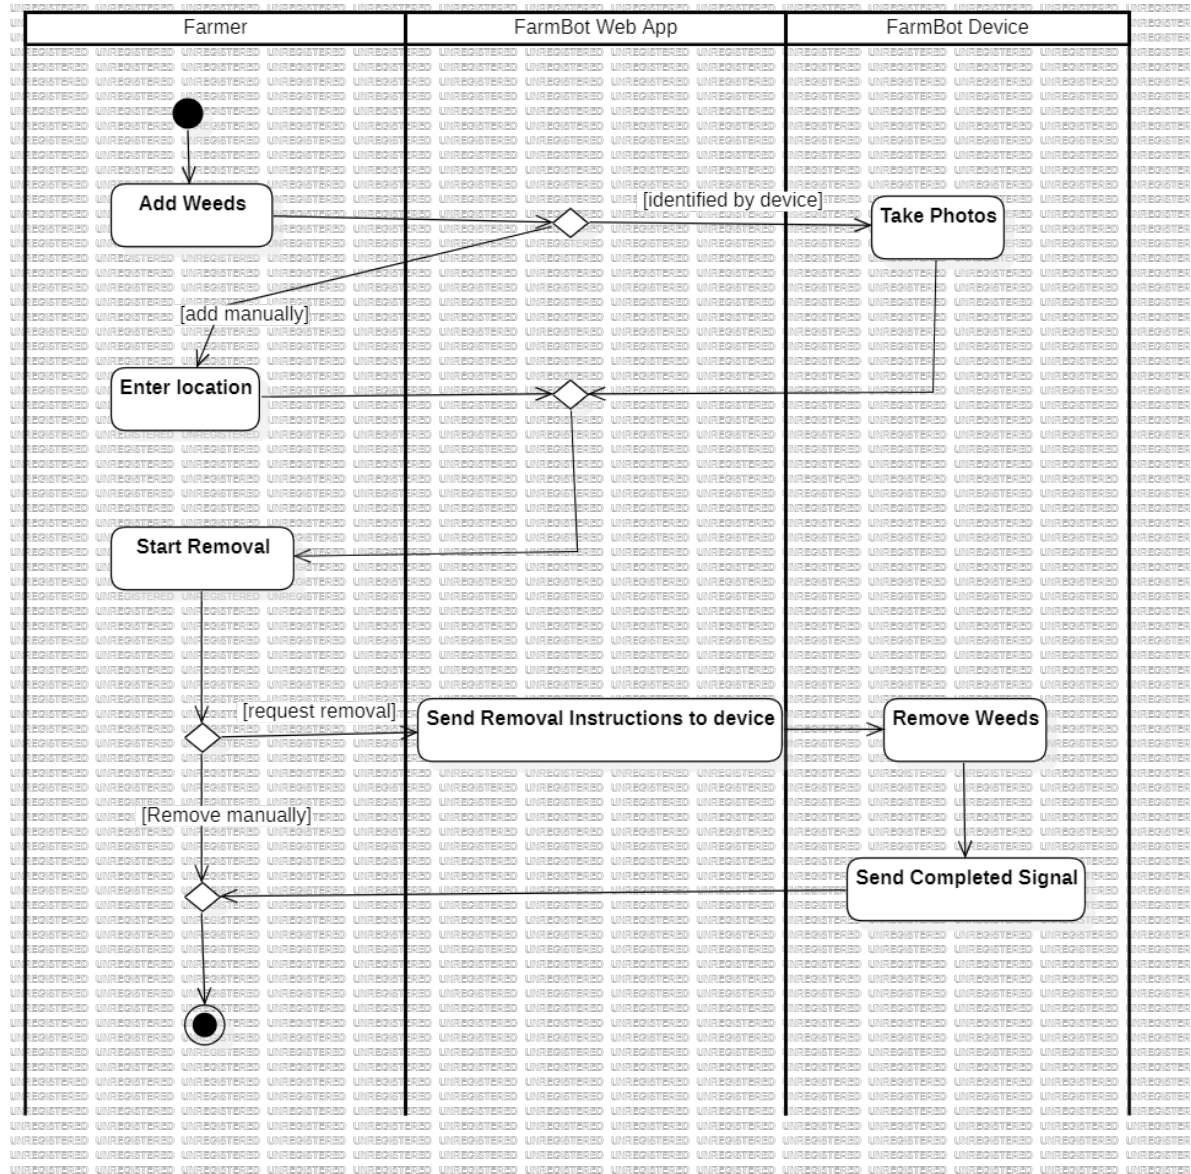 Farmer
FarmBot Web App
FarmBot Device
Add Weeds
[identified by device]
Take Photos
[add manually]
Enter location
Start Removal
[request removal]
Send Removal Instructions to device
Remove Weeds
[Remove manually]
Send Completed Signal
UNREGISTERED